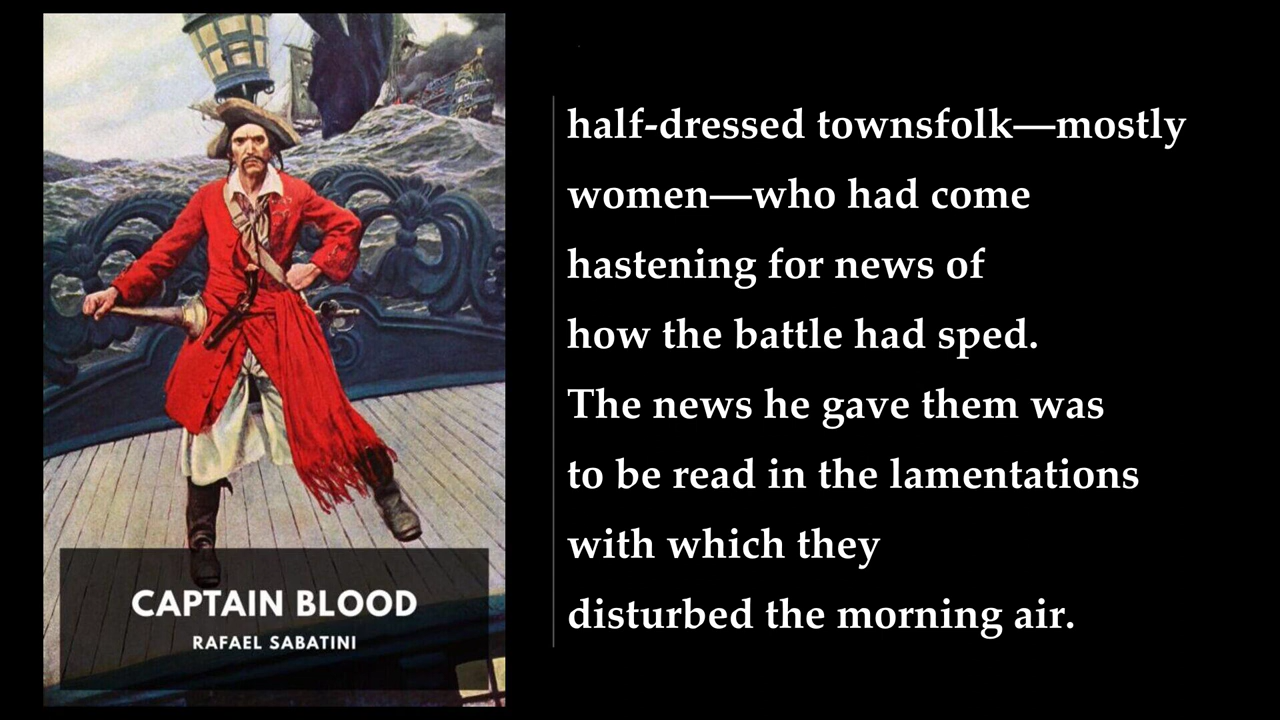 CAPTAIN BLOOD
RAFAEL SABATINI
half-dressed townsfolk—mostly
women—who had come
hastening for news of
how the battle had sped.
The news he gave them was
to be read in the lamentations
with which they
disturbed the morning air.